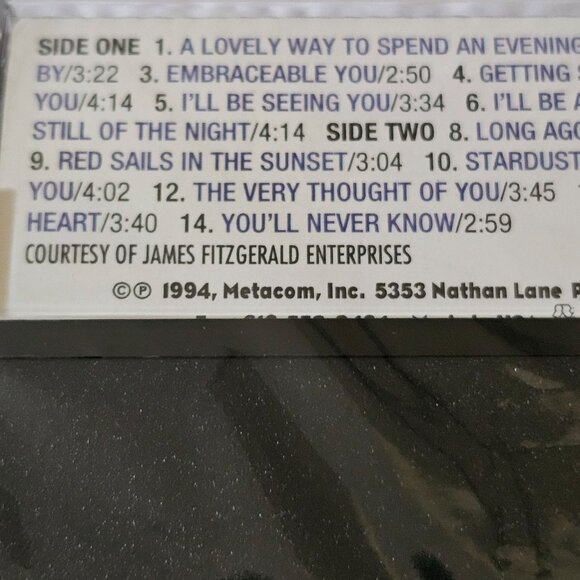 SIDE ONE 1. A LOVELY WAY TO SPEND AN EVENING
BY/3:22 3. EMBRACEABLE YOU/2:50 4. GETTING
YOU/4:14 5. I'LL BE SEEING YOU/3:34 6. I'LL BE A
STILL OF THE NIGHT/4:14 SIDE TWO 8. LONG AGO
9. RED SAILS IN THE SUNSET/3:04 10. STARDUST
YOU/4:02 12. THE VERY THOUGHT OF YOU/3:45
HEART/3:40 14. YOU'LL NEVER KNOW/2:59
COURTESY OF JAMES FITZGERALD ENTERPRISES
©℗ 1994, Metacom, Inc. 5353 Nathan Lane P